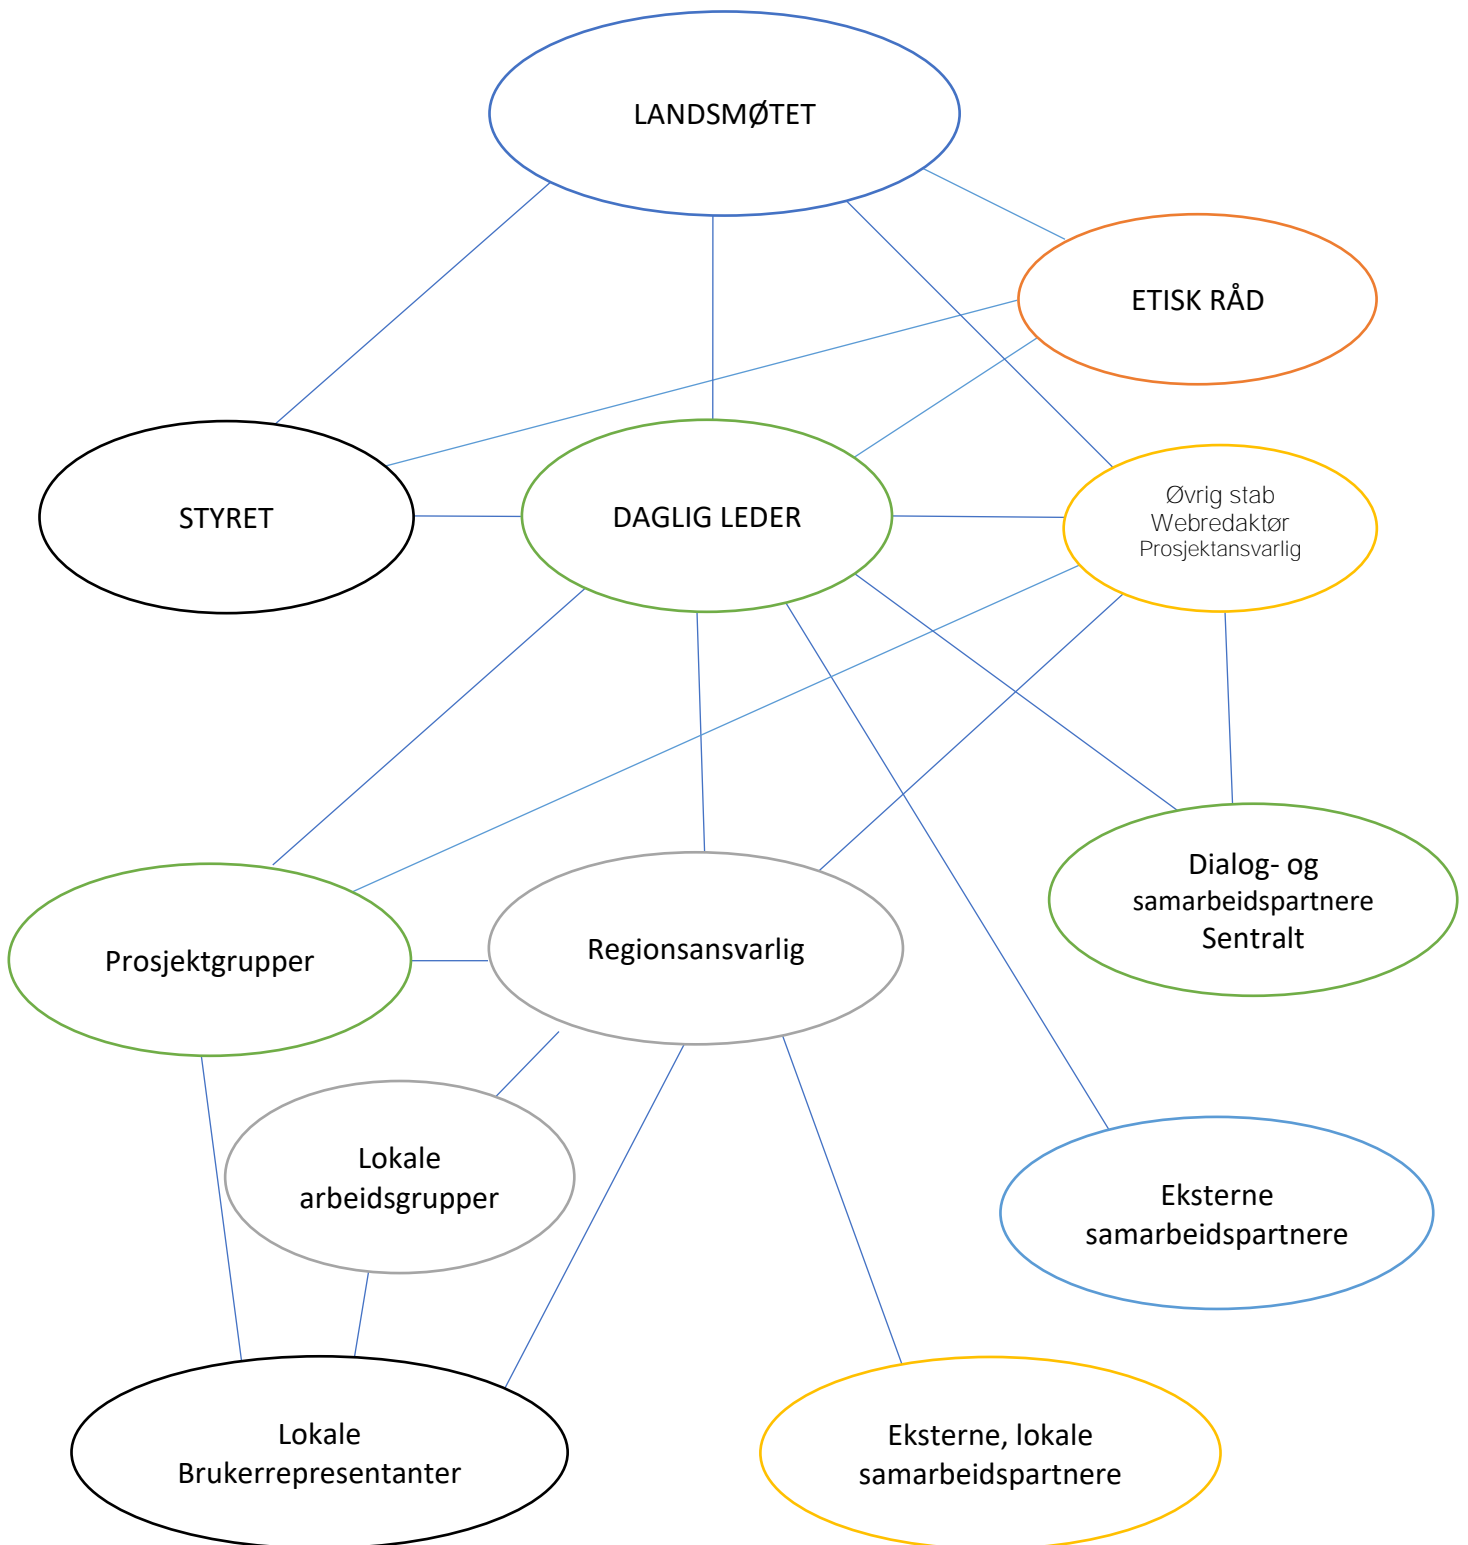 LANDSMØTET
ETISK RÅD
STYRET
DAGLIG LEDER
Øvrig stab
Webredaktør
Prosjektansvarlig
Dialog- og
samarbeidspartnere
Sentralt
Prosjektgrupper
Regionsansvarlig
Lokale
arbeidsgrupper
Eksterne
samarbeidspartnere
Lokale
Brukerrepresentanter
Eksterne, lokale
samarbeidspartnere